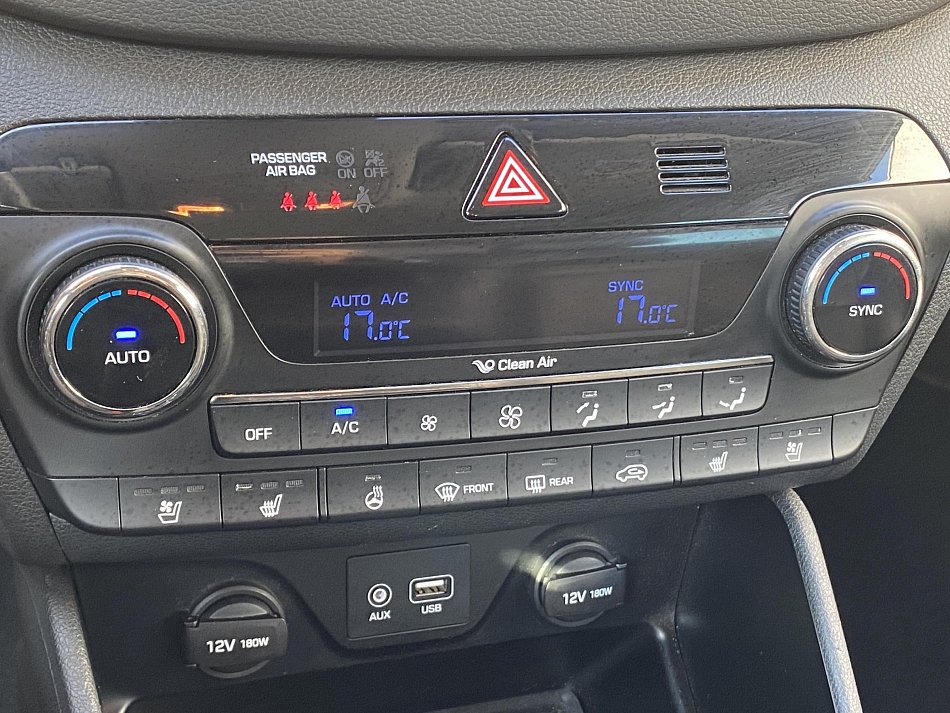 PASSENGER
AIR BAG
ON OFF
AUTO A/C
17.0°C
SYNC
17.0°C
AUTO
SYNC
Clean Air
OFF
A/C
FRONT
REAR
AUX
USB
12V 180W
12V 180W